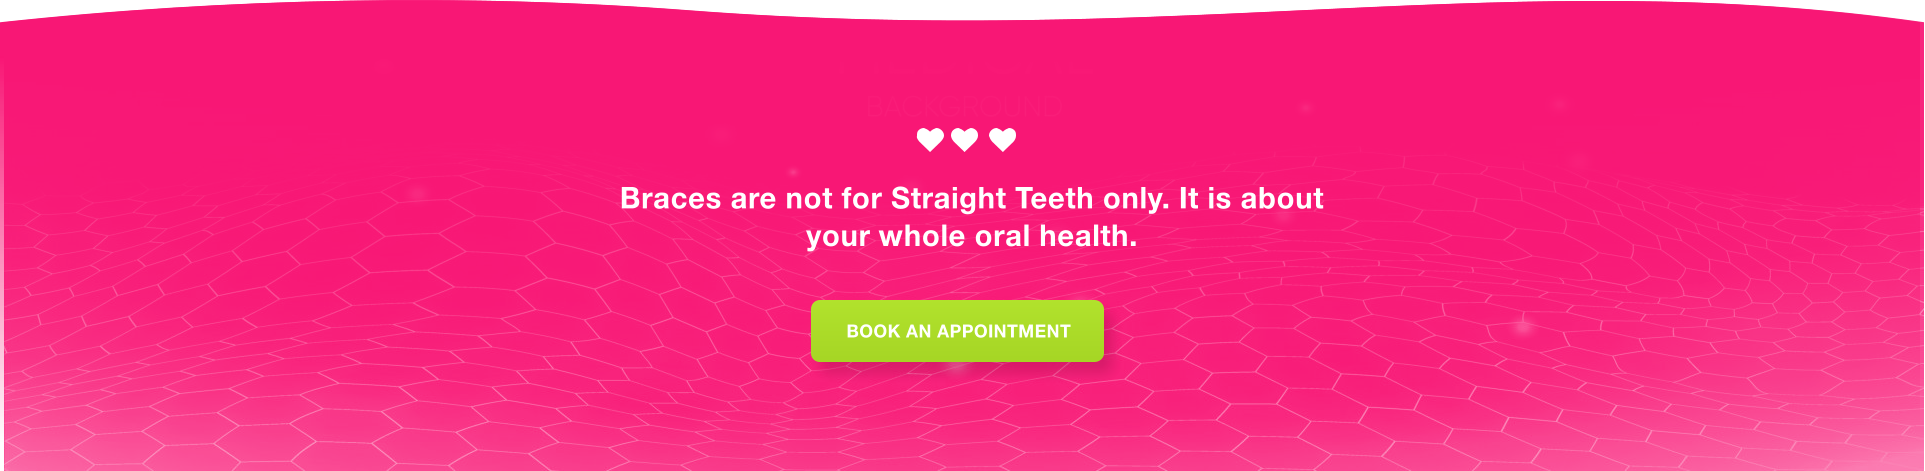 BACKGROUND
Braces are not for Straight Teeth only. It is about
your whole oral health.
BOOK AN APPOINTMENT